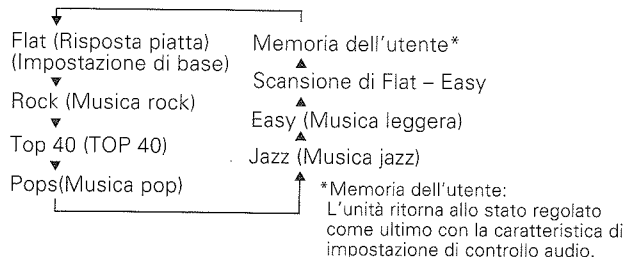 Flat (Risposta piatta)
(Impostazione di base)
Rock (Musica rock)
Top 40 (TOP 40)
Pops(Musica pop)
Jazz (Musica jazz)
Easy (Musica leggera)
Scansione di Flat – Easy
Memoria dell'utente*
*Memoria dell'utente:
L'unità ritorna allo stato regolato
come ultimo con la caratteristica di
impostazione di controllo audio.